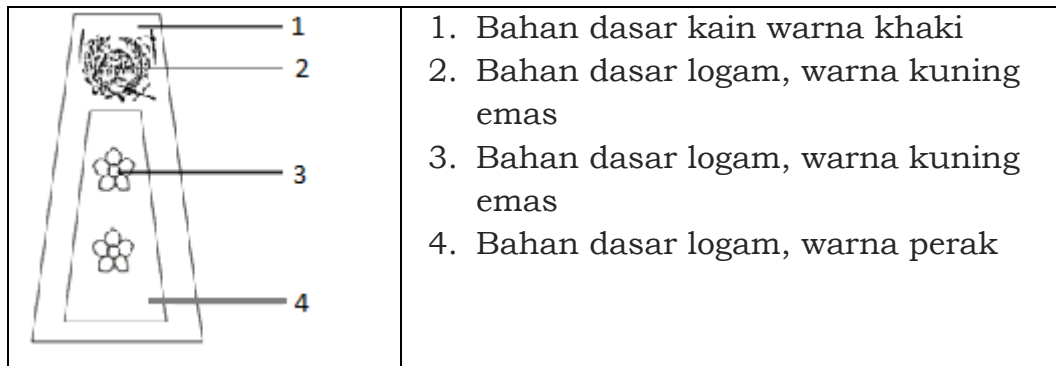 1
2
3
4
1. Bahan dasar kain warna khaki
2. Bahan dasar logam, warna kuning
emas
3. Bahan dasar logam, warna kuning
emas
4. Bahan dasar logam, warna perak